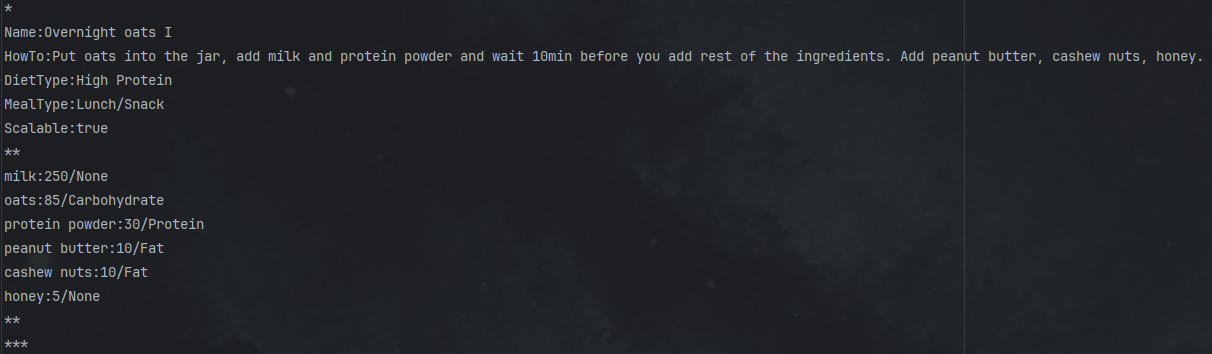 *
Name:Overnight oats I
HowTo:Put oats into the jar, add milk and protein powder and wait 10min before you add rest of the ingredients. Add peanut butter, cashew nuts, honey.
DietType:High Protein
MealType:Lunch/Snack
Scalable:true
**
milk:250/None
oats:85/Carbohydrate
protein powder:30/Protein
peanut butter:10/Fat
cashew nuts:10/Fat
honey:5/None
**
***